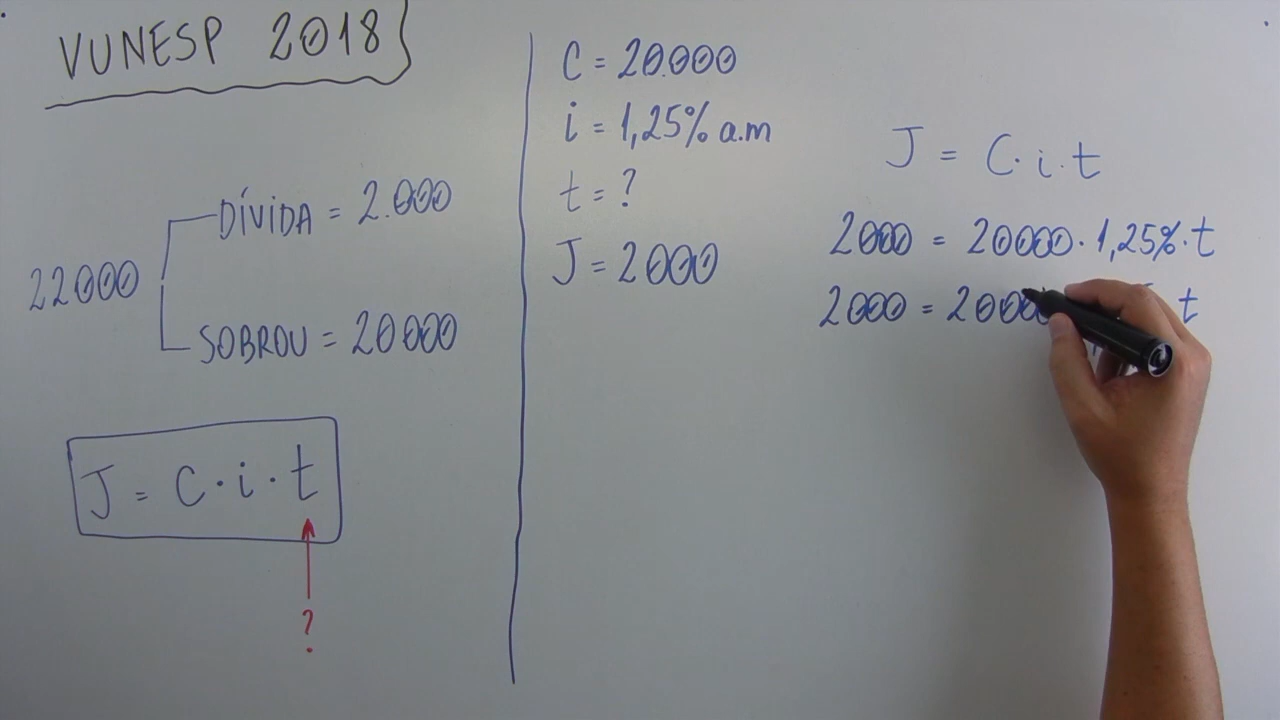 VUNESP 2018
22000
DÍVIDA = 2.000
SOBROU = 20000
J = C · i · t
?
C = 20.000
i = 1,25% a.m
t = ?
J = 2000
J = C · i · t
2000 = 20000 · 1,25% · t
2000 = 2000 t